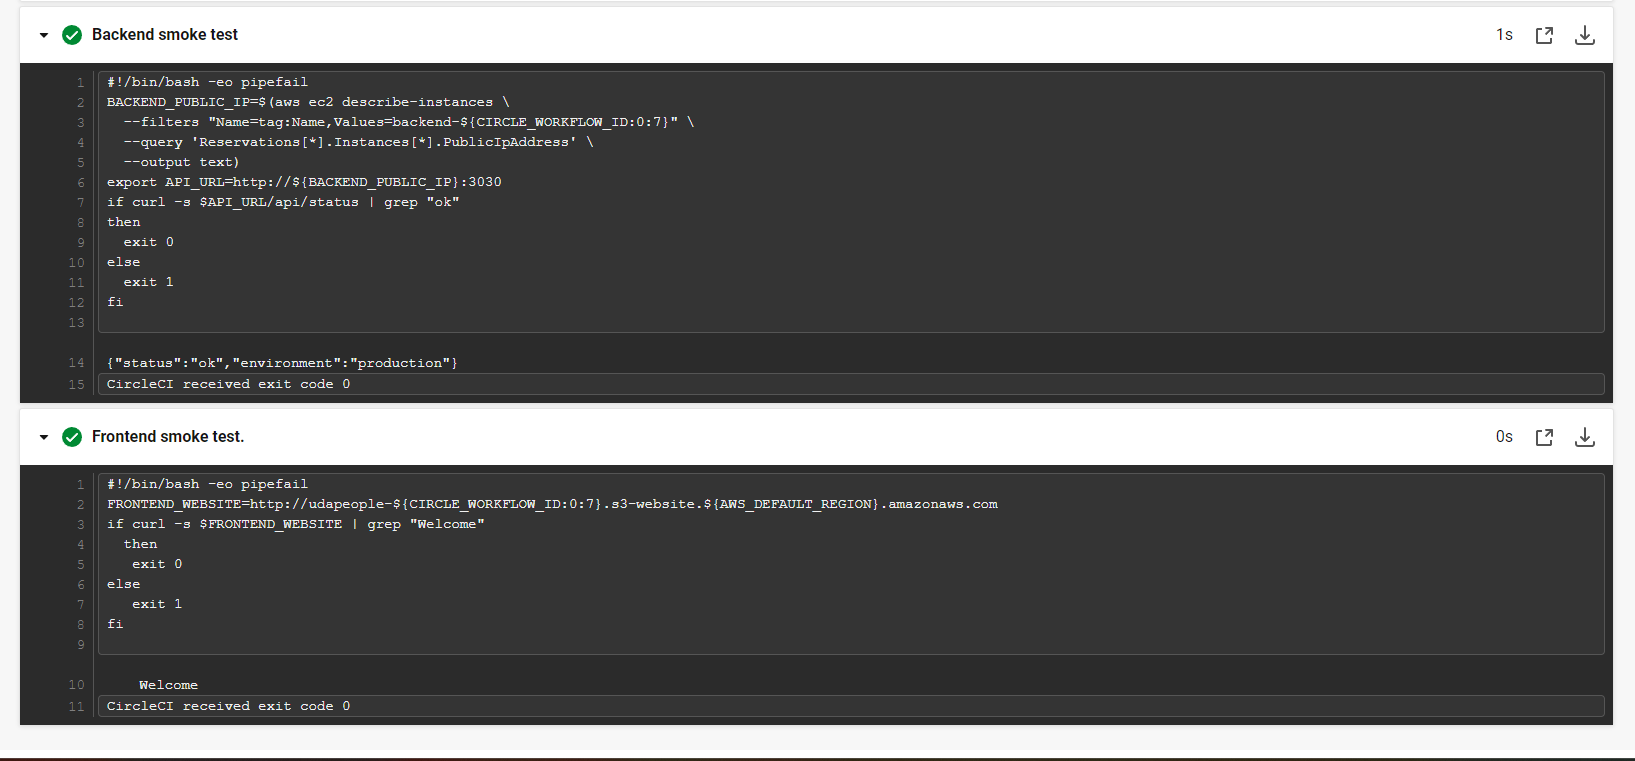 Backend smoke test 1s
1 #!/bin/bash -eo pipefail
2 BACKEND_PUBLIC_IP=$(aws ec2 describe-instances \
3   --filters "Name=tag:Name,Values=backend-${CIRCLE_WORKFLOW_ID:0:7}" \
4   --query 'Reservations[*].Instances[*].PublicIpAddress' \
5   --output text)
6 export API_URL=http://${BACKEND_PUBLIC_IP}:3030
7 if curl -s $API_URL/api/status | grep "ok"
8 then
9   exit 0
10 else
11   exit 1
12 fi
13
14 {"status":"ok","environment":"production"}
15 CircleCI received exit code 0
Frontend smoke test. 0s
1 #!/bin/bash -eo pipefail
2 FRONTEND_WEBSITE=http://udapeople-${CIRCLE_WORKFLOW_ID:0:7}.s3-website.${AWS_DEFAULT_REGION}.amazonaws.com
3 if curl -s $FRONTEND_WEBSITE | grep "Welcome"
4   then
5    exit 0
6 else
7    exit 1
8 fi
9
10     Welcome
11 CircleCI received exit code 0